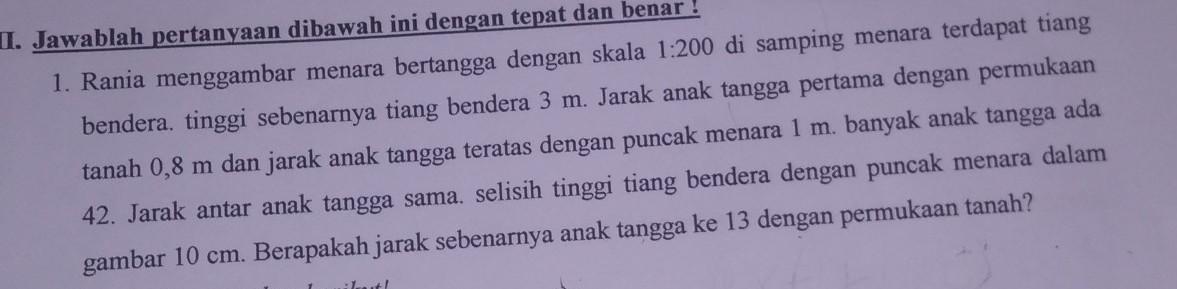 II. Jawablah pertanyaan dibawah ini dengan tepat dan benar !
1. Rania menggambar menara bertangga dengan skala 1:200 di samping menara terdapat tiang
bendera. tinggi sebenarnya tiang bendera 3 m. Jarak anak tangga pertama dengan permukaan
tanah 0,8 m dan jarak anak tangga teratas dengan puncak menara 1 m. banyak anak tangga ada
42. Jarak antar anak tangga sama. selisih tinggi tiang bendera dengan puncak menara dalam
gambar 10 cm. Berapakah jarak sebenarnya anak tangga ke 13 dengan permukaan tanah?